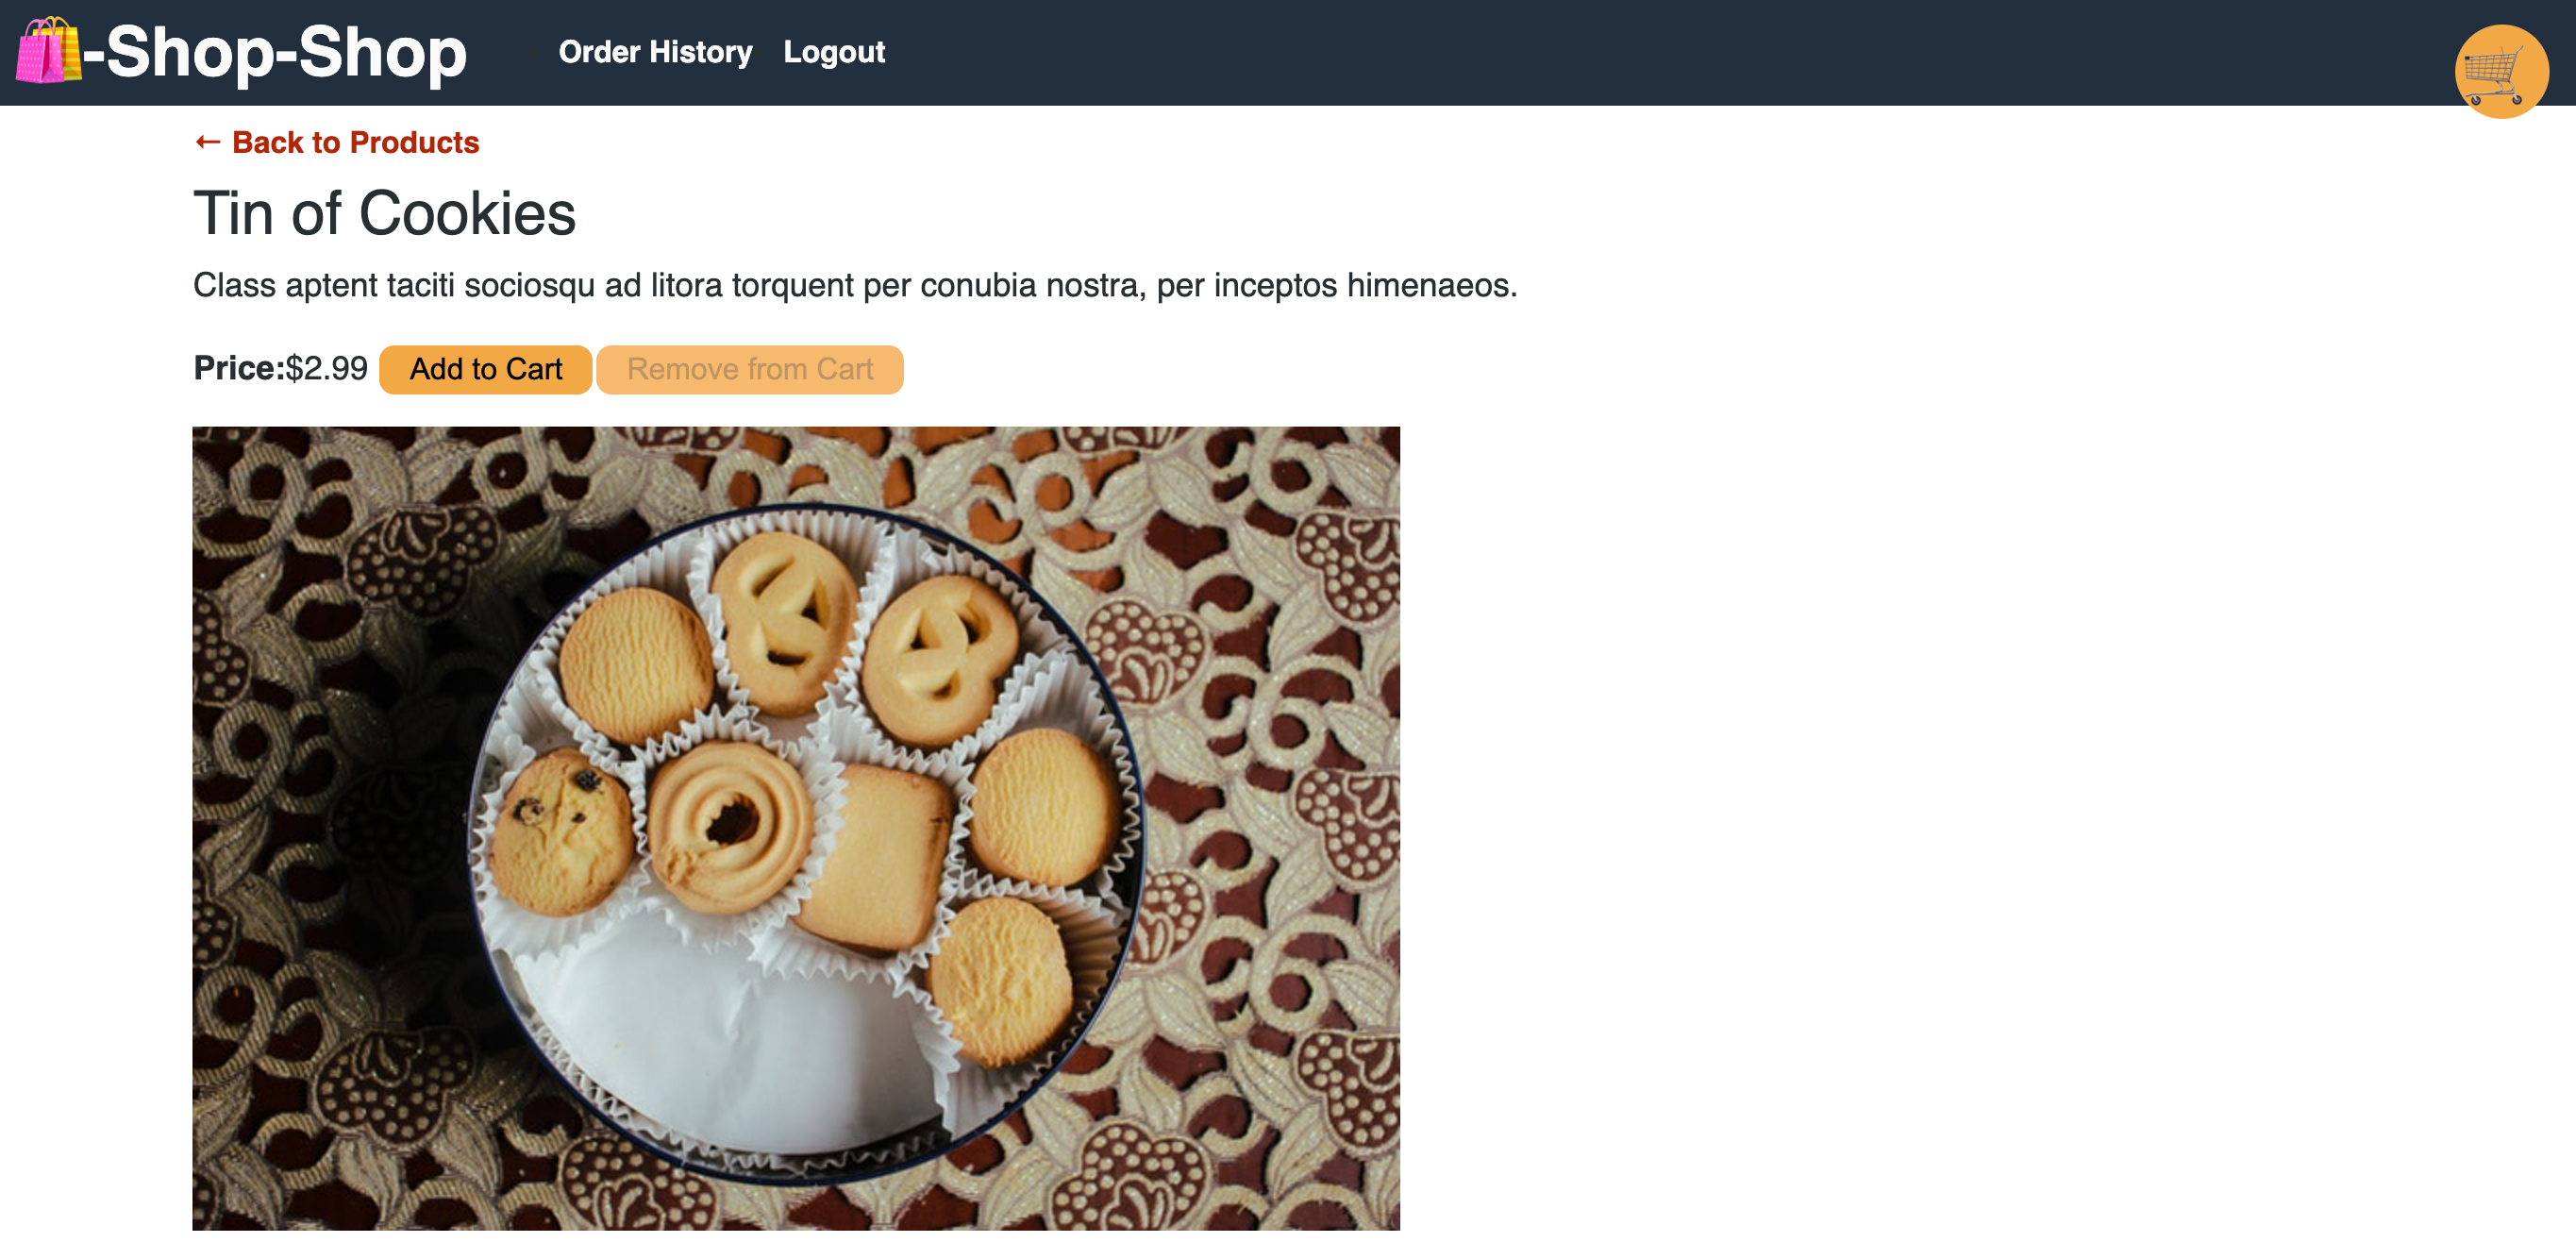 -Shop-Shop
Order History Logout
← Back to Products
Tin of Cookies
Class aptent taciti sociosqu ad litora torquent per conubia nostra, per inceptos himenaeos.
Price:$2.99 Add to Cart Remove from Cart